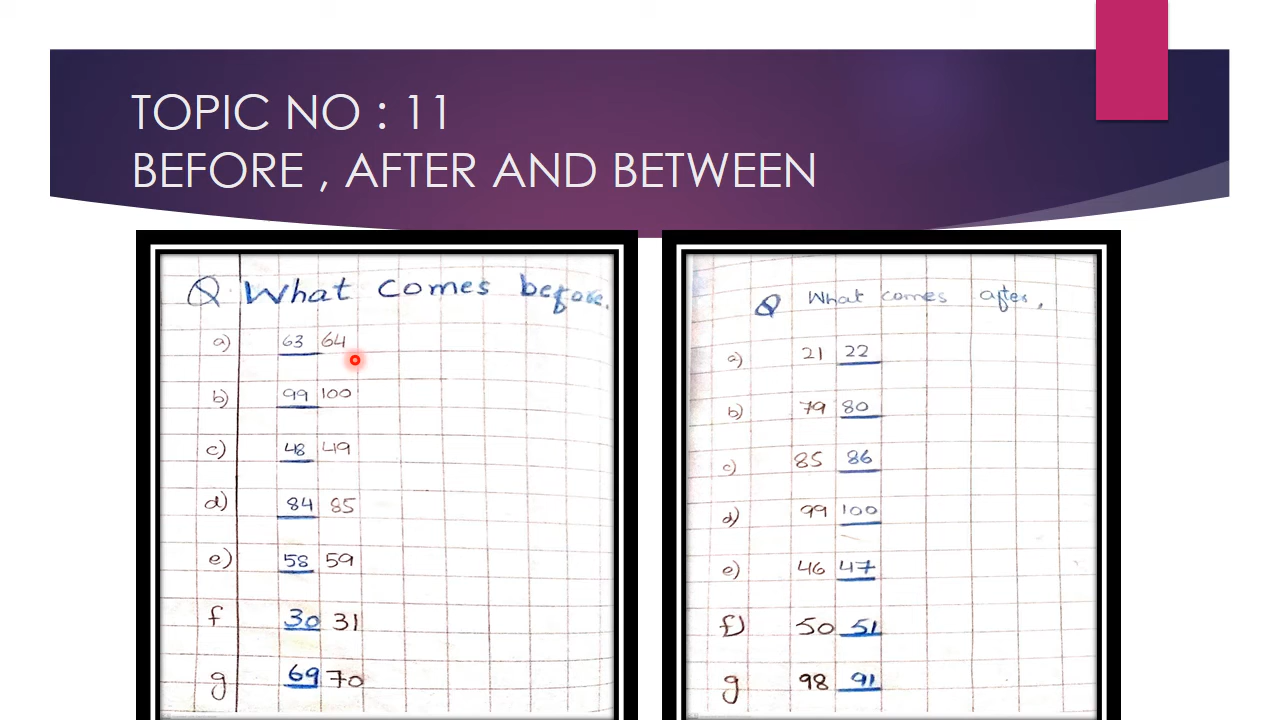 TOPIC NO : 11
BEFORE , AFTER AND BETWEEN
Q What comes before.
a) 63 64
b) 99 100
c) 48 49
d) 84 85
e) 58 59
f 30 31
g 69 70
Q What comes after,
a) 21 22
b) 79 80
c) 85 86
d) 99 100
e) 46 47
f) 50 51
g 98 91